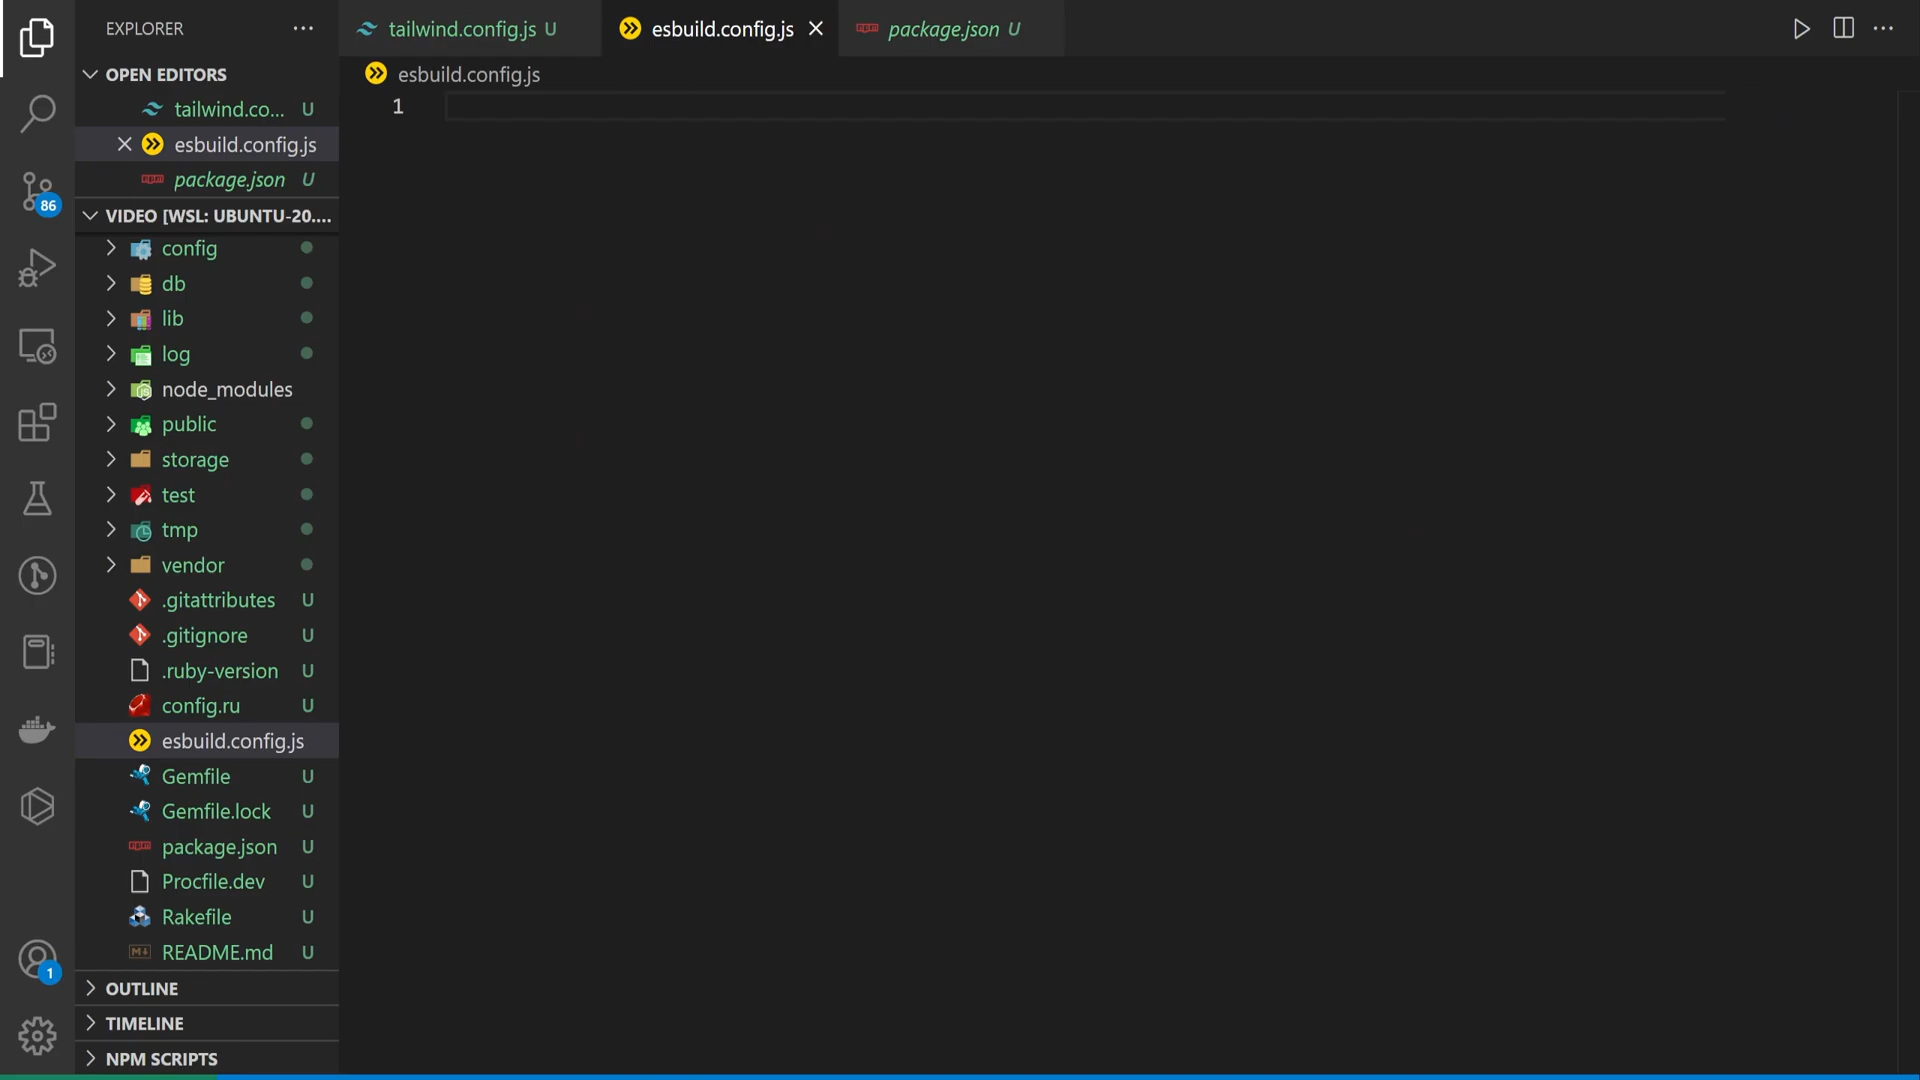 EXPLORER
OPEN EDITORS
tailwind.co... U
esbuild.config.js
package.json U
VIDEO [WSL: UBUNTU-20....
config
db
lib
log
node_modules
public
storage
test
tmp
vendor
.gitattributes U
.gitignore U
.ruby-version U
config.ru U
esbuild.config.js
Gemfile U
Gemfile.lock U
package.json U
Procfile.dev U
Rakefile U
README.md U
OUTLINE
TIMELINE
NPM SCRIPTS
86
1
tailwind.config.js U
esbuild.config.js
package.json U
esbuild.config.js
1